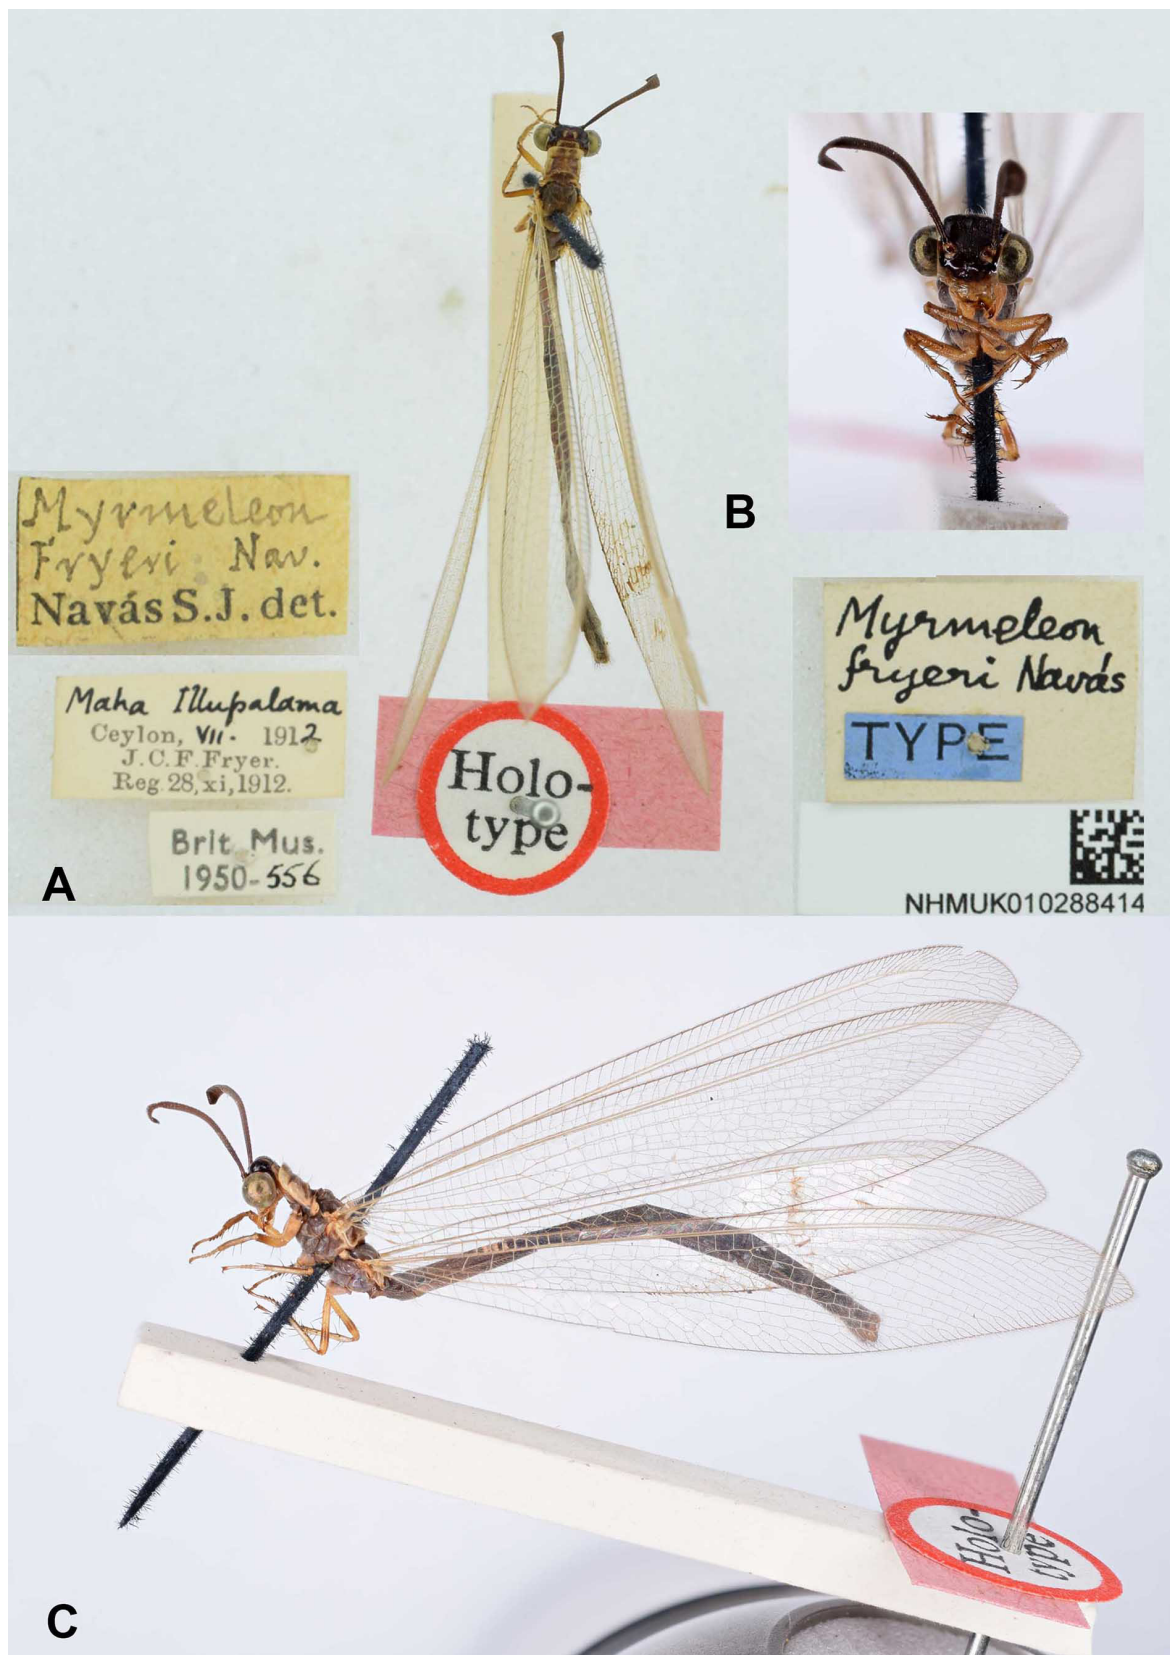 Myrmeleon
Fryeri Nav.
Navás S.J. det.
Maha Illupalama
Ceylon, VII. 1912
J.C.F. Fryer.
Reg. 28, xi, 1912.
Brit. Mus.
1950-556
A
Holo-
type
B
Myrmeleon
fryeri Navás
TYPE
NHMUK010288414
C
Holo-
type